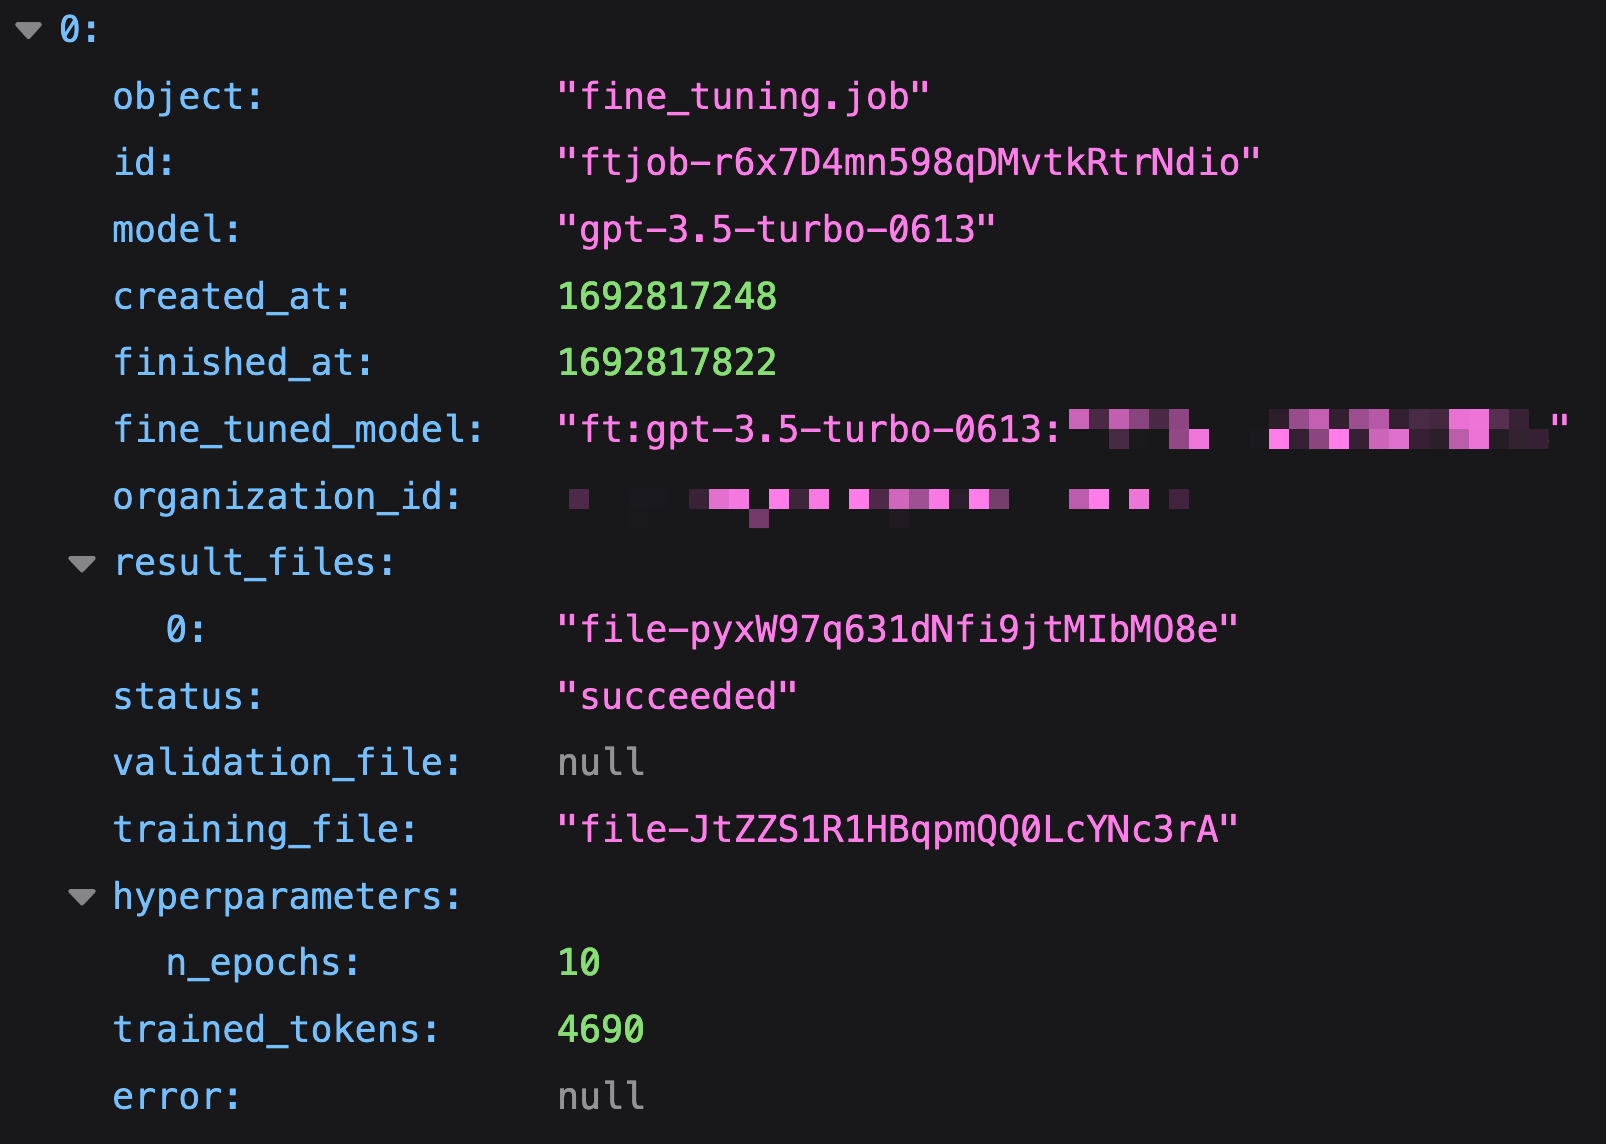 0:
object: "fine_tuning.job"
id: "ftjob-r6x7D4mn598qDMvtkRtrNdio"
model: "gpt-3.5-turbo-0613"
created_at: 1692817248
finished_at: 1692817822
fine_tuned_model: "ft:gpt-3.5-turbo-0613: "
organization_id:
result_files:
0: "file-pyxW97q631dNfi9jtMIbMO8e"
status: "succeeded"
validation_file: null
training_file: "file-JtZZS1R1HBqpmQQ0LcYNc3rA"
hyperparameters:
n_epochs: 10
trained_tokens: 4690
error: null